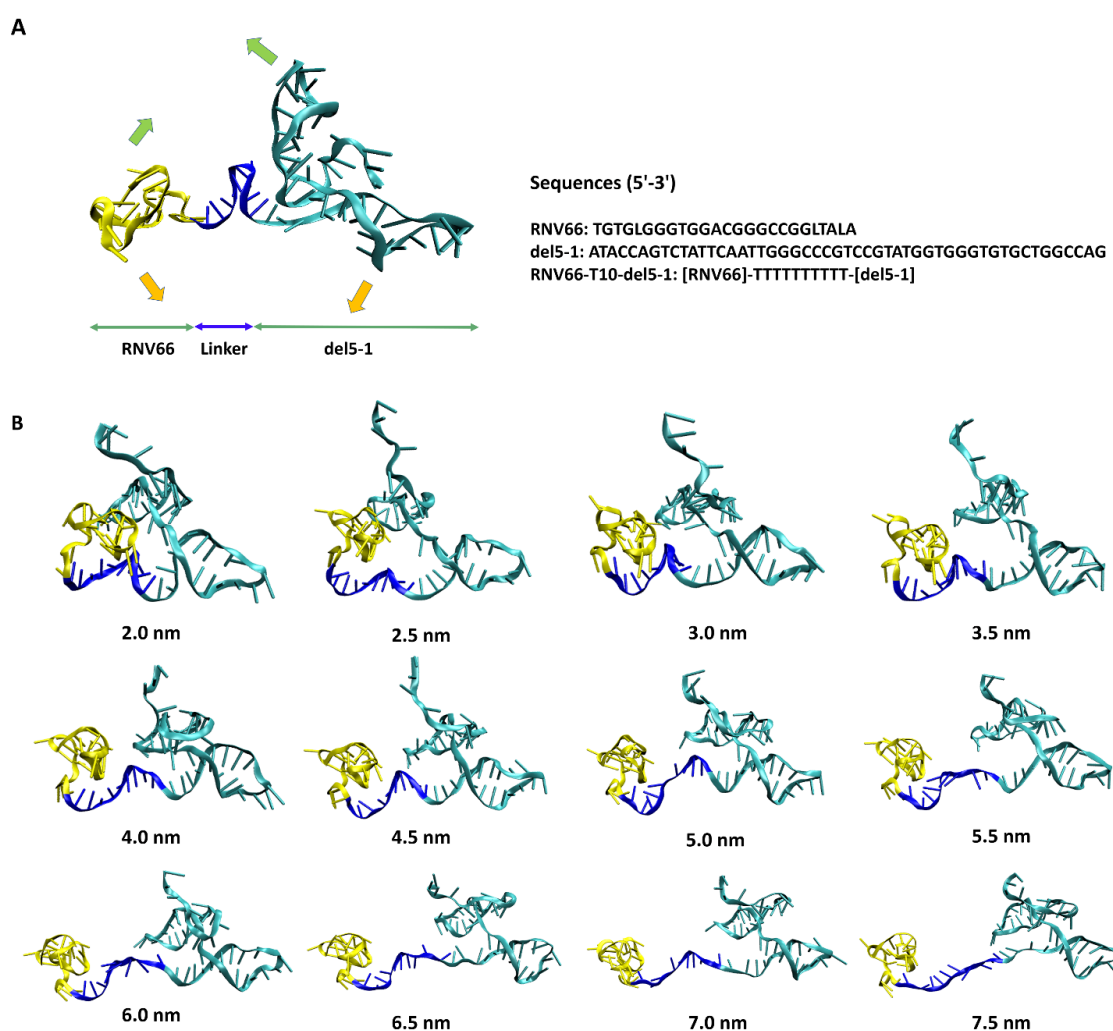 A
Sequences (5'-3')
RNV66: TGTGLGGGTGGACGGGCCGGLTALA
del5-1: ATACCAGTCTATTCAATTGGGCCCGTCCGTATGGTGGGTGTGCTGGCCAG
RNV66-T10-del5-1: [RNV66]-TTTTTTTTTT-[del5-1]
RNV66 Linker del5-1
B
2.0 nm 2.5 nm 3.0 nm 3.5 nm
4.0 nm 4.5 nm 5.0 nm 5.5 nm
6.0 nm 6.5 nm 7.0 nm 7.5 nm